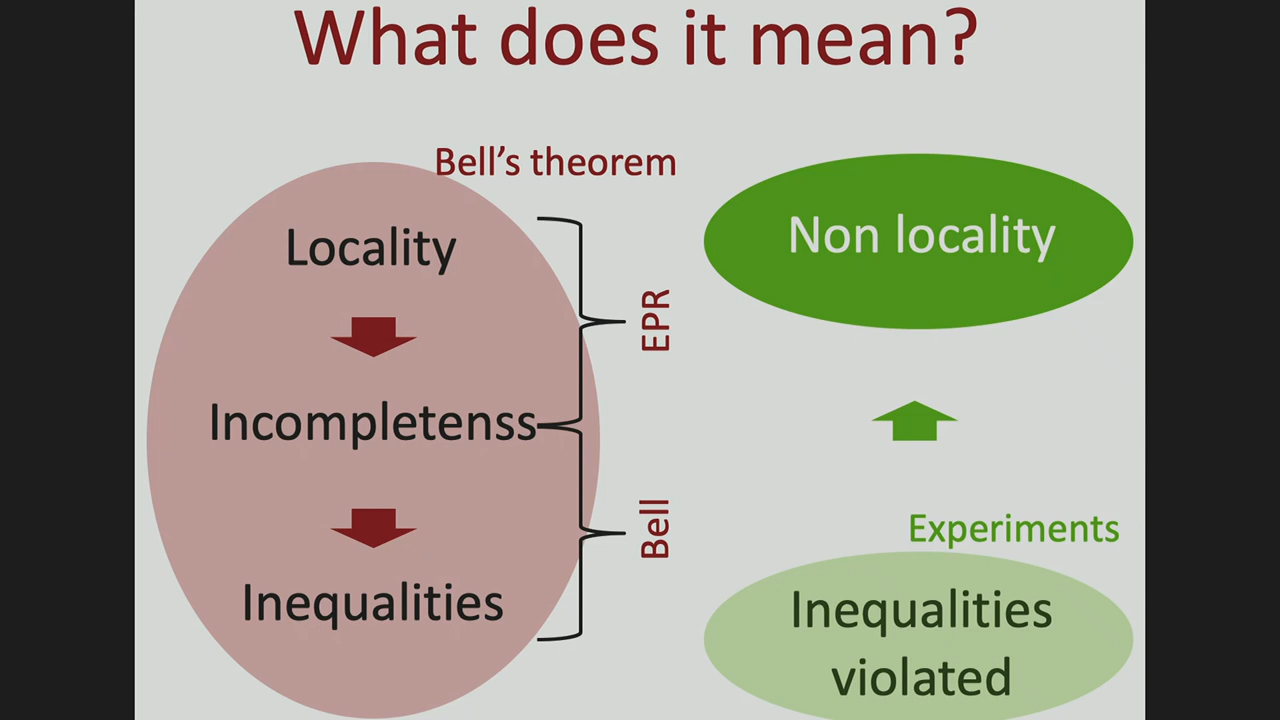 What does it mean?
Bell's theorem
Locality
EPR
Incompletenss
Bell
Inequalities
Non locality
Experiments
Inequalities
violated